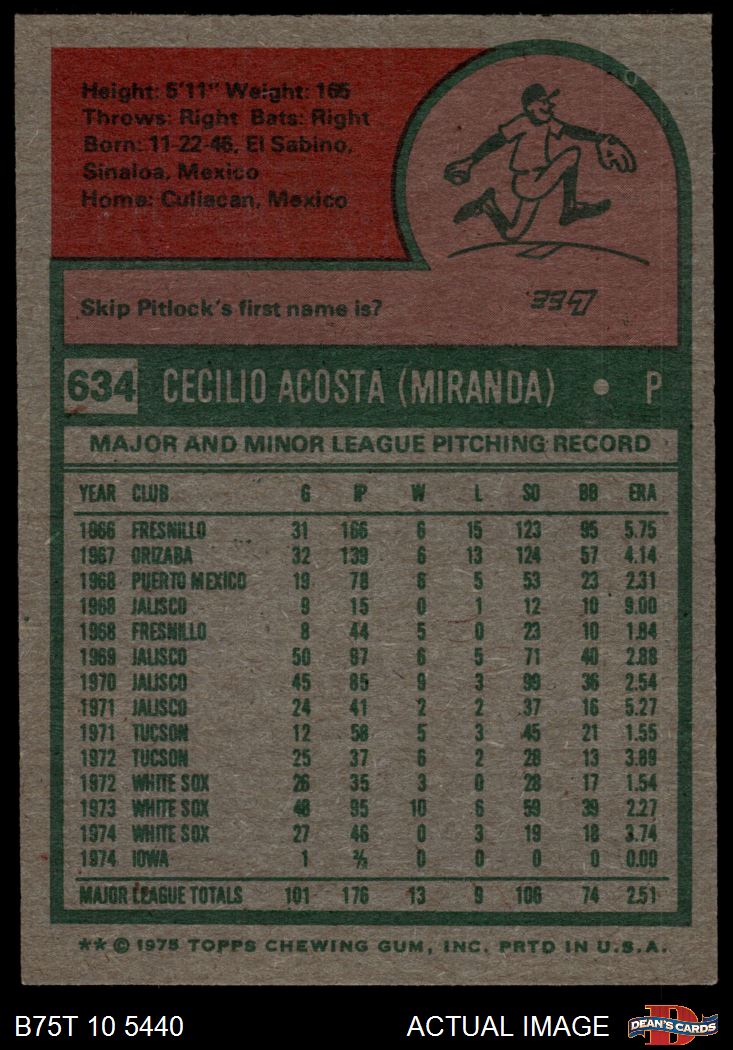 Height: 5'11" Weight: 165
Throws: Right Bats: Right
Born: 11-22-46, El Sabino,
Sinaloa, Mexico
Home: Culiacan, Mexico
Skip Pitlock's first name is?
634 CECILIO ACOSTA (MIRANDA) • P
MAJOR AND MINOR LEAGUE PITCHING RECORD
YEAR CLUB G IP W L SO BB ERA
1966 FRESNILLO 31 166 6 15 123 95 5.75
1967 ORIZABA 32 139 6 13 124 57 4.14
1968 PUERTO MEXICO 19 78 6 5 53 23 2.31
1968 JALISCO 9 15 0 1 12 10 9.00
1968 FRESNILLO 8 44 5 0 23 10 1.84
1969 JALISCO 50 97 6 5 71 40 2.88
1970 JALISCO 45 85 9 3 99 36 2.54
1971 JALISCO 24 41 2 2 37 16 5.27
1971 TUCSON 12 58 5 3 45 21 1.55
1972 TUCSON 25 37 6 2 28 13 3.89
1972 WHITE SOX 26 35 3 0 28 17 1.54
1973 WHITE SOX 48 95 10 6 59 39 2.27
1974 WHITE SOX 27 46 0 3 19 18 3.74
1974 IOWA 1 ⅔ 0 0 0 0 0.00
MAJOR LEAGUE TOTALS 101 176 13 9 106 74 2.51
** © 1975 TOPPS CHEWING GUM, INC. PRTD IN U.S.A.
B75T 10 5440 ACTUAL IMAGE DEAN'S CARDS